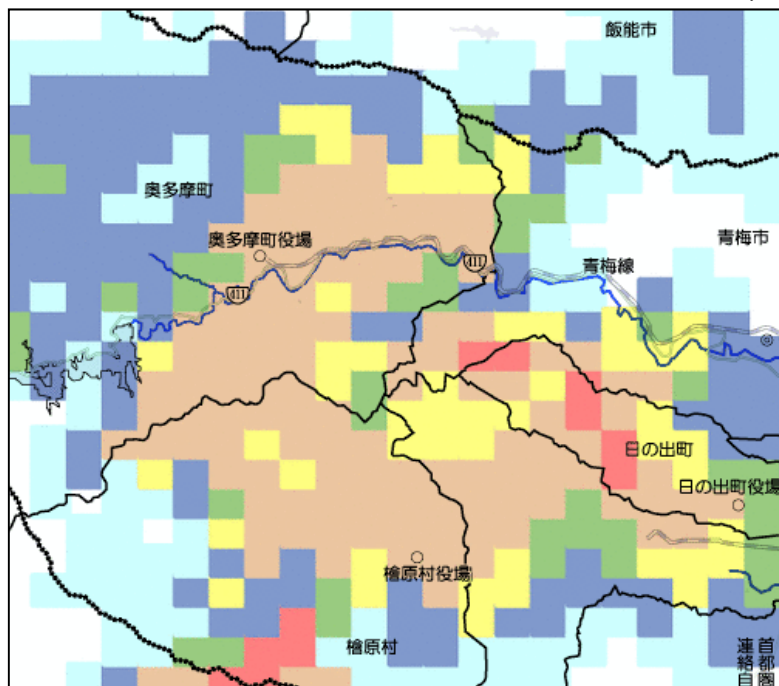 飯能市
奥多摩町
青梅市
奥多摩町役場
411
青梅線
411
日の出町
日の出町役場
檜原村役場
檜原村
首都圏
連絡自